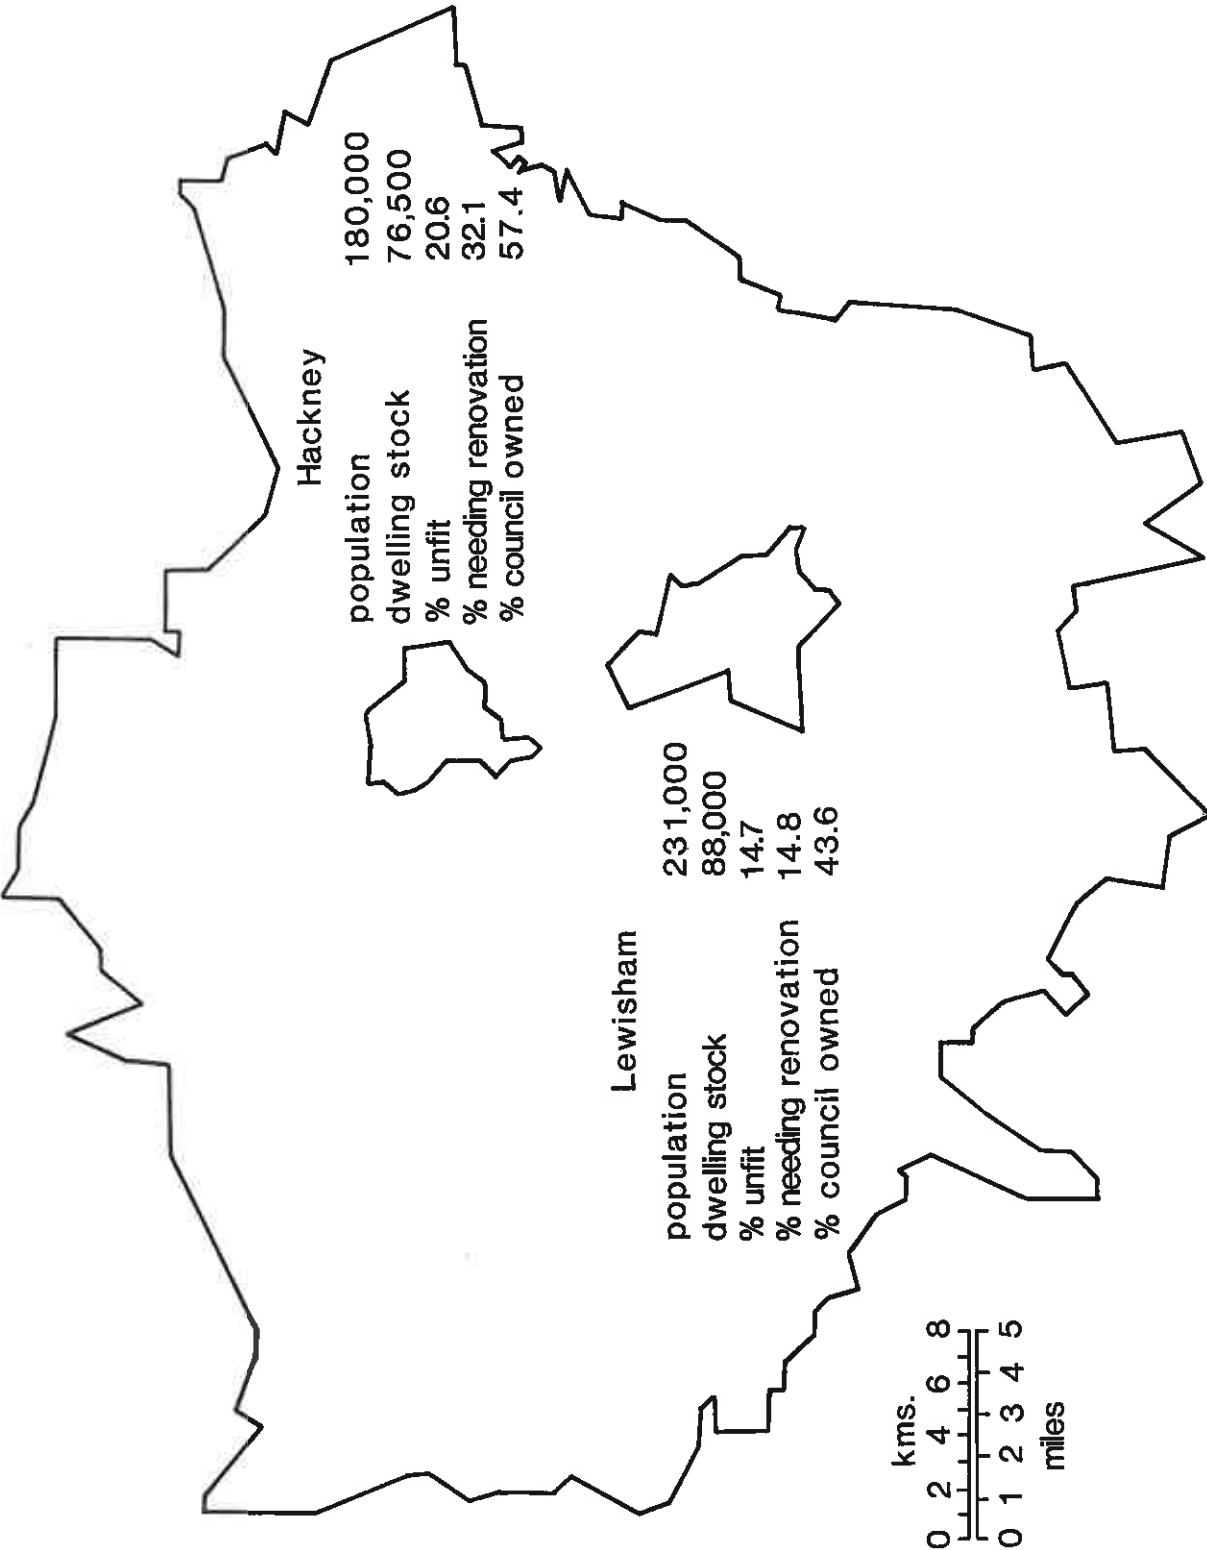 Hackney
population 180,000
dwelling stock 76,500
% unfit 20.6
% needing renovation 32.1
% council owned 57.4
Lewisham
population 231,000
dwelling stock 88,000
% unfit 14.7
% needing renovation 14.8
% council owned 43.6
kms.
0 2 4 6 8
0 1 2 3 4 5
miles